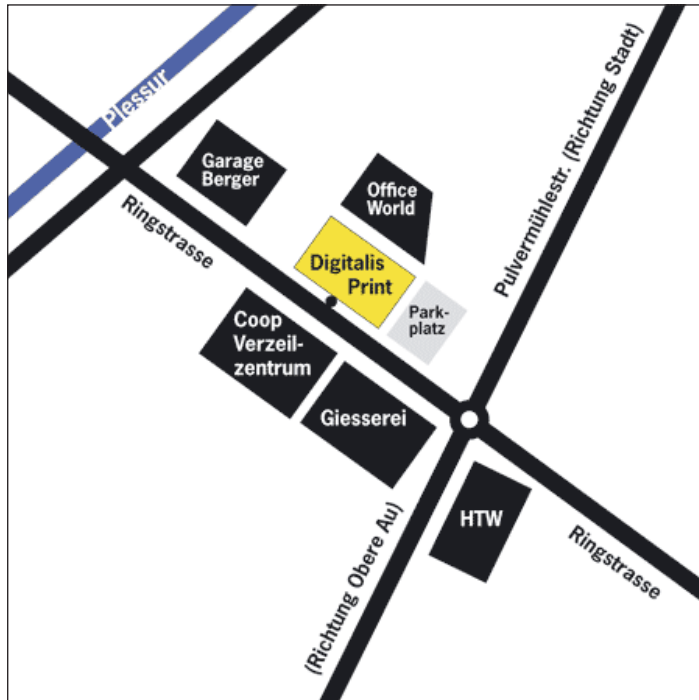 Plessur
Garage
Berger
Office
World
Pulvermühlestr. (Richtung Stadt)
Ringstrasse
Digitalis
Print
Park-
platz
Coop
Verzeil-
zentrum
Giesserei
HTW
(Richtung Obere Au)
Ringstrasse